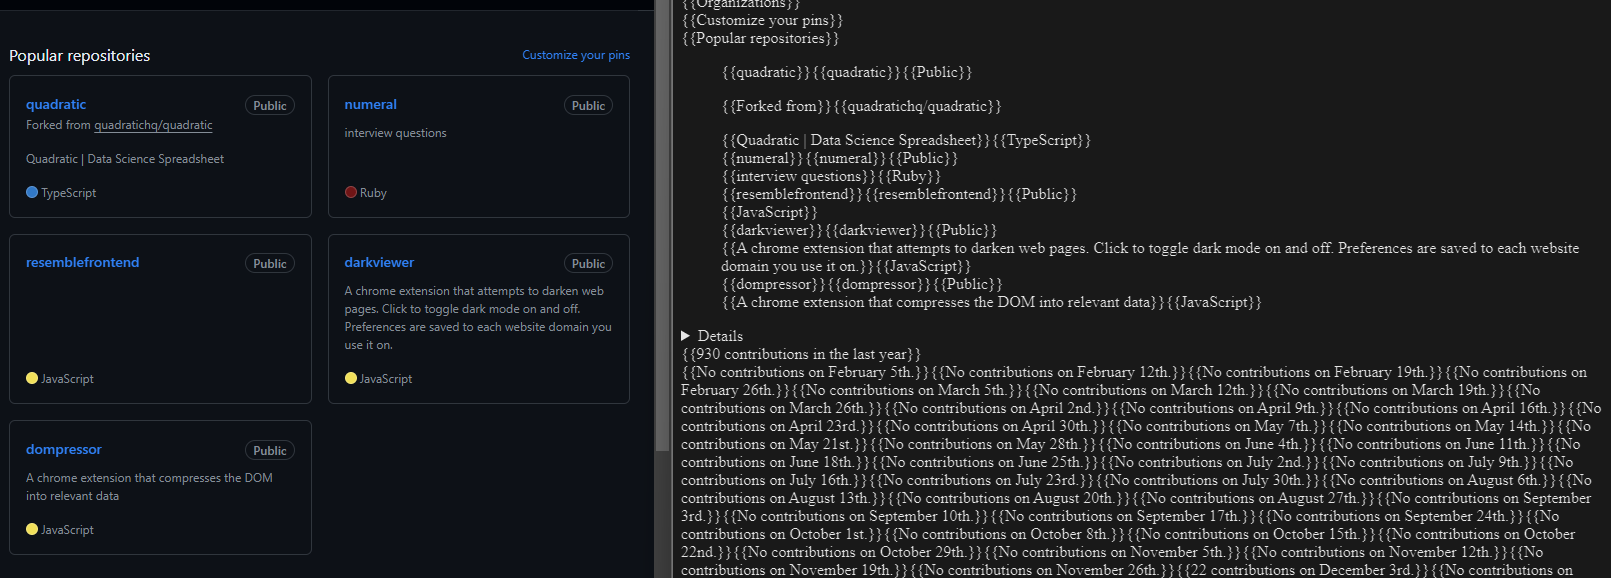 Popular repositories
Customize your pins
quadratic
Public
Forked from quadratichq/quadratic
Quadratic | Data Science Spreadsheet
TypeScript
numeral
Public
interview questions
Ruby
resemblefrontend
Public
JavaScript
darkviewer
Public
A chrome extension that attempts to darken web
pages. Click to toggle dark mode on and off.
Preferences are saved to each website domain you
use it on.
JavaScript
dompressor
Public
A chrome extension that compresses the DOM
into relevant data
JavaScript
{{Organizations}}
{{Customize your pins}}
{{Popular repositories}}
{{quadratic}}{{quadratic}}{{Public}}
{{Forked from}}{{quadratichq/quadratic}}
{{Quadratic | Data Science Spreadsheet}}{{TypeScript}}
{{numeral}}{{numeral}}{{Public}}
{{interview questions}}{{Ruby}}
{{resemblefrontend}}{{resemblefrontend}}{{Public}}
{{JavaScript}}
{{darkviewer}}{{darkviewer}}{{Public}}
{{A chrome extension that attempts to darken web pages. Click to toggle dark mode on and off. Preferences are saved to each website
domain you use it on.}}{{JavaScript}}
{{dompressor}}{{dompressor}}{{Public}}
{{A chrome extension that compresses the DOM into relevant data}}{{JavaScript}}
▶ Details
{{930 contributions in the last year}}
{{No contributions on February 5th.}}{{No contributions on February 12th.}}{{No contributions on February 19th.}}{{No contributions on
February 26th.}}{{No contributions on March 5th.}}{{No contributions on March 12th.}}{{No contributions on March 19th.}}{{No
contributions on March 26th.}}{{No contributions on April 2nd.}}{{No contributions on April 9th.}}{{No contributions on April 16th.}}{{No
contributions on April 23rd.}}{{No contributions on April 30th.}}{{No contributions on May 7th.}}{{No contributions on May 14th.}}{{No
contributions on May 21st.}}{{No contributions on May 28th.}}{{No contributions on June 4th.}}{{No contributions on June 11th.}}{{No
contributions on June 18th.}}{{No contributions on June 25th.}}{{No contributions on July 2nd.}}{{No contributions on July 9th.}}{{No
contributions on July 16th.}}{{No contributions on July 23rd.}}{{No contributions on July 30th.}}{{No contributions on August 6th.}}{{No
contributions on August 13th.}}{{No contributions on August 20th.}}{{No contributions on August 27th.}}{{No contributions on September
3rd.}}{{No contributions on September 10th.}}{{No contributions on September 17th.}}{{No contributions on September 24th.}}{{No
contributions on October 1st.}}{{No contributions on October 8th.}}{{No contributions on October 15th.}}{{No contributions on October
22nd.}}{{No contributions on October 29th.}}{{No contributions on November 5th.}}{{No contributions on November 12th.}}{{No
contributions on November 19th.}}{{No contributions on November 26th.}}{{22 contributions on December 3rd.}}{{No contributions on